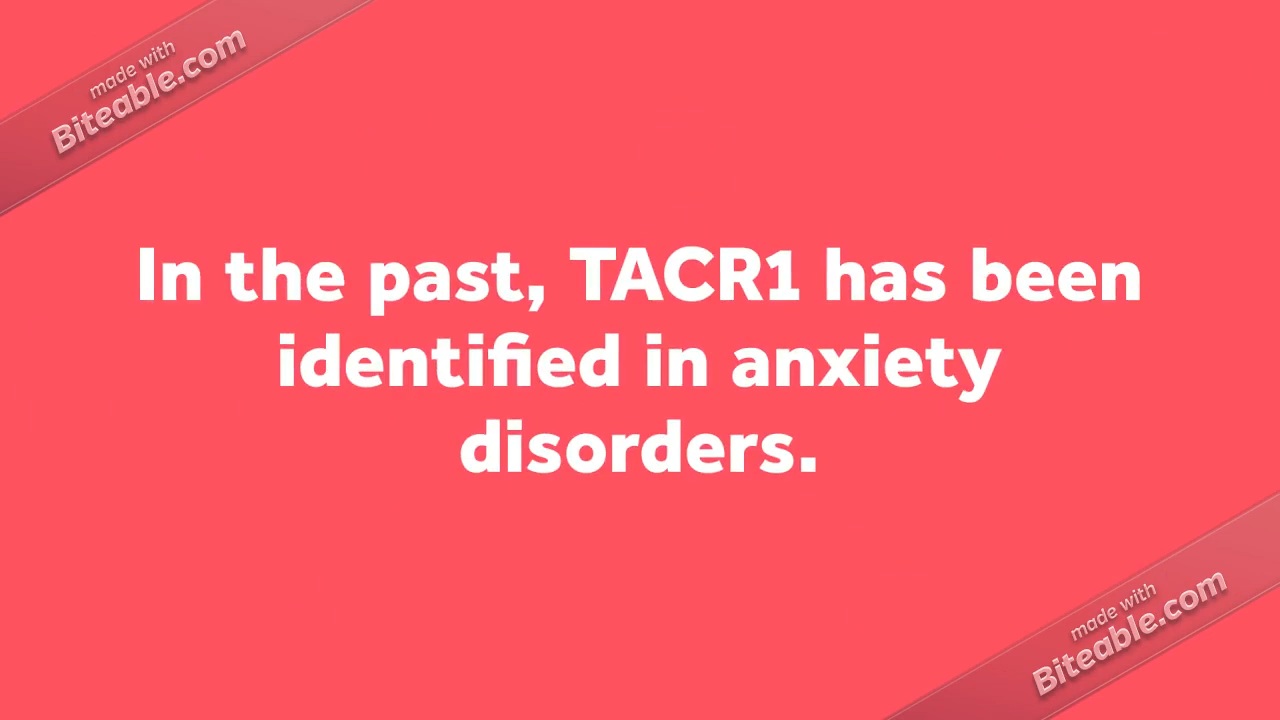 made with
Biteable.com
In the past, TACR1 has been
identified in anxiety
disorders.
made with
Biteable.com